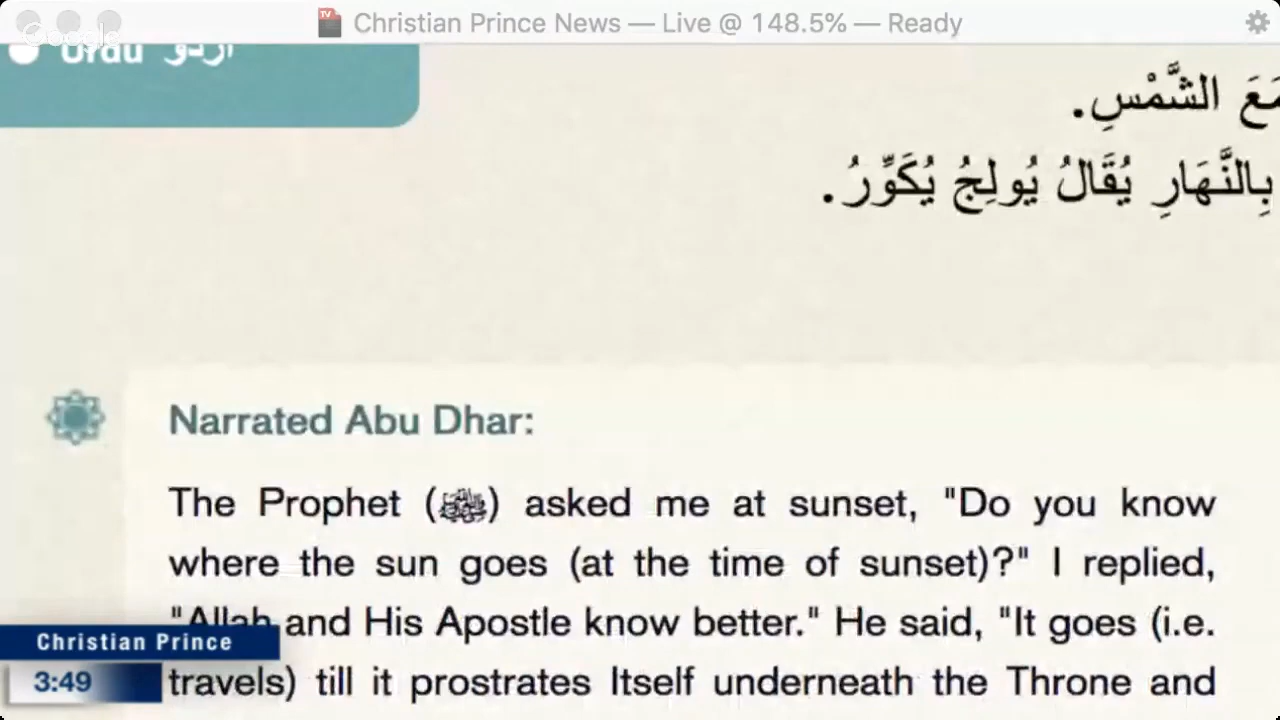 Christian Prince News — Live @ 148.5% — Ready
Google
Urdu اردو
مَعَ الشَّمْسِ.
بِالنَّهَارِ يُقَالُ يُولِجُ يُكَوِّرُ.
Narrated Abu Dhar:
The Prophet (ﷺ) asked me at sunset, "Do you know
where the sun goes (at the time of sunset)?" I replied,
"Allah and His Apostle know better." He said, "It goes (i.e.
travels) till it prostrates Itself underneath the Throne and
Christian Prince
3:49